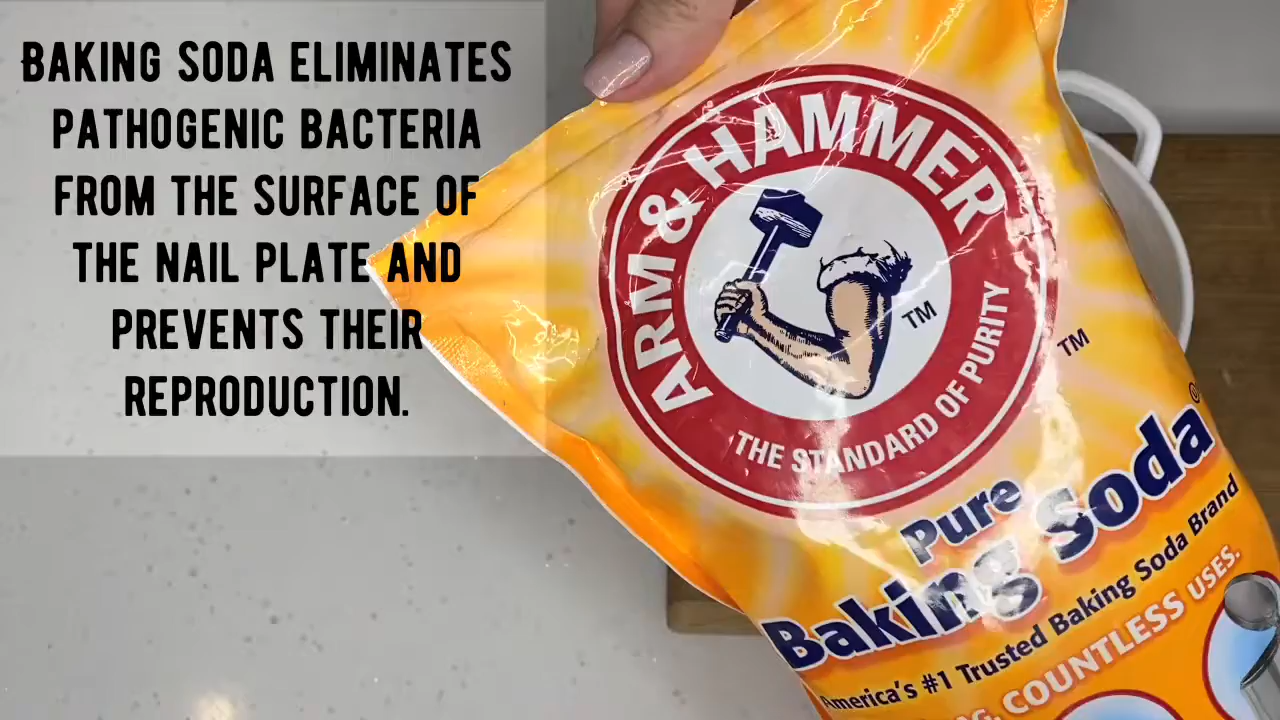 BAKING SODA ELIMINATES
PATHOGENIC BACTERIA
FROM THE SURFACE OF
THE NAIL PLATE AND
PREVENTS THEIR
REPRODUCTION.
ARM & HAMMER
TM
THE STANDARD OF PURITY
TM
Pure
Baking Soda®
America's #1 Trusted Baking Soda Brand
COUNTLESS USES.